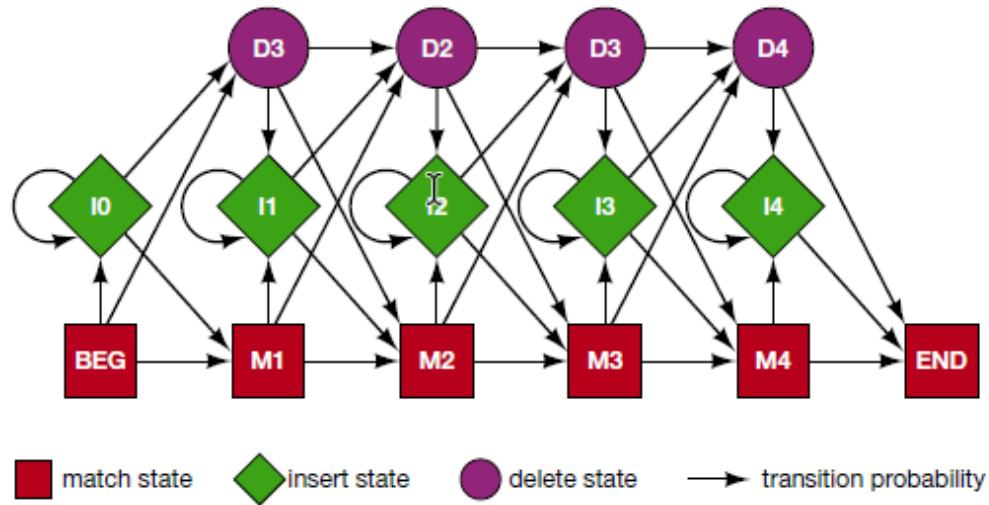 D3 D2 D3 D4
I0 I1 I2 I3 I4
BEG M1 M2 M3 M4 END
match state insert state delete state transition probability